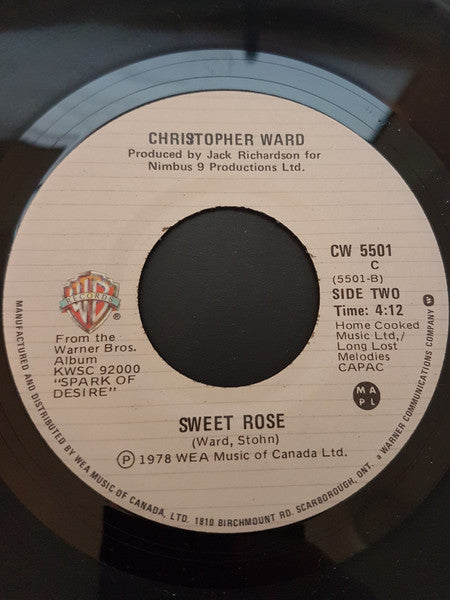 CHRISTOPHER WARD
Produced by Jack Richardson for
Nimbus 9 Productions Ltd.
CW 5501
C
(5501-B)
SIDE TWO
Time: 4:12
Home Cooked
Music Ltd./
Long Lost
Melodies
CAPAC
MAPL
WB
RECORDS
®
From the
Warner Bros.
Album
KWSC 92000
"SPARK OF
DESIRE"
SWEET ROSE
(Ward, Stohn)
Ⓟ 1978 WEA Music of Canada Ltd.
MANUFACTURED AND DISTRIBUTED BY WEA MUSIC OF CANADA, LTD. 1810 BIRCHMOUNT RD. SCARBOROUGH, ONT. A WARNER COMMUNICATIONS COMPANY